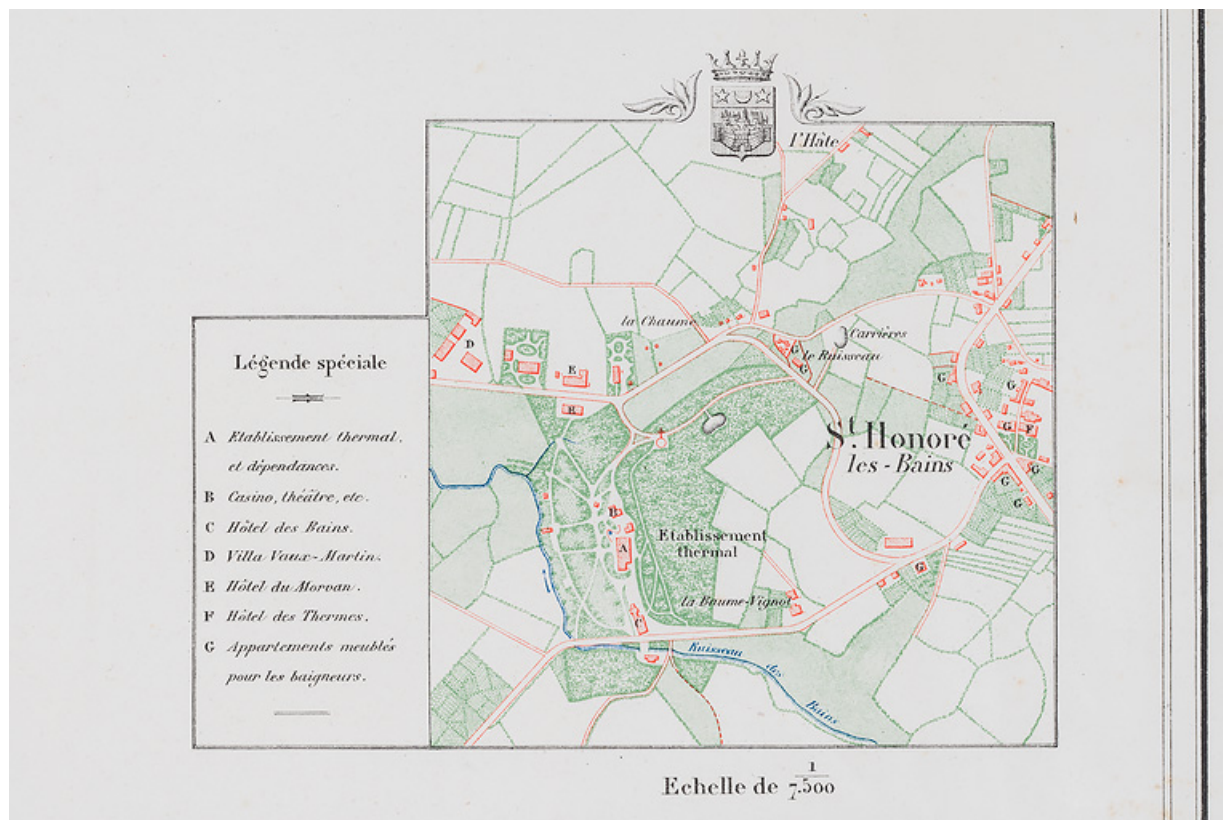 l'Hâte
la Chaume
Carrières
G
le Ruisseau
G
D
E
E
G
G
G
F
St. Honoré
les-Bains
G
G
G
B
Etablissement
thermal
A
G
la Baume-Vignot
C
Ruisseau des Bains
Légende spéciale
A Etablissement thermal.
et dépendances.
B Casino, théâtre, etc.
C Hôtel des Bains.
D Villa Vaux-Martin.
E Hôtel du Morvan.
F Hôtel des Thermes.
G Appartements meublés
pour les baigneurs.
Echelle de 1/7.500